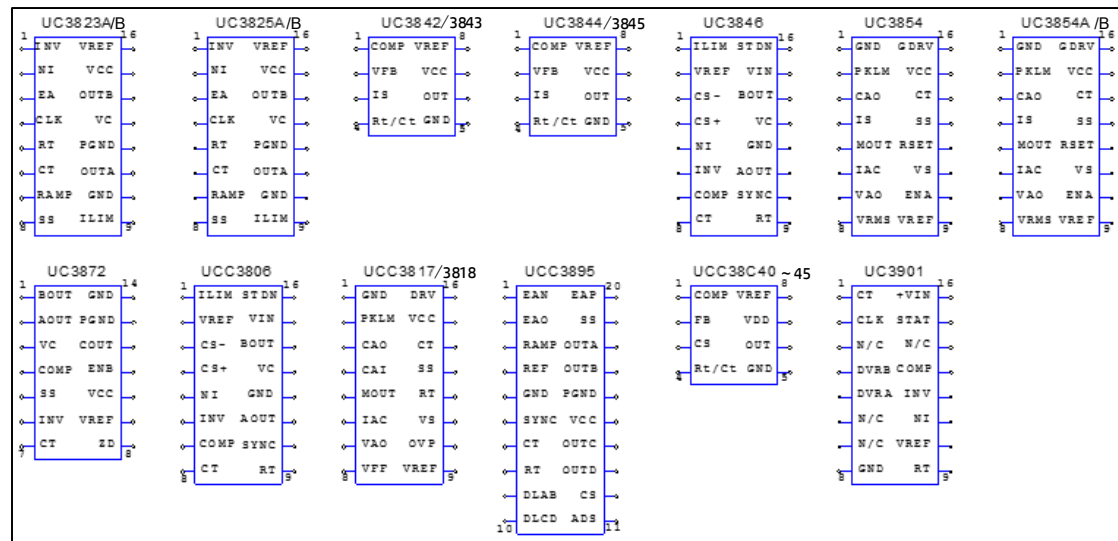 UC3823A/B UC3825A/B UC3842/3843 UC3844/3845 UC3846 UC3854 UC3854A/B
1 16 1 16 1 8 1 8 1 16 1 16 1 16
INV VREF INV VREF COMP VREF COMP VREF ILIM STDN GND GDRV GND GDRV
NI VCC NI VCC VFB VCC VFB VCC VREF VIN PKLM VCC PKLM VCC
EA OUTB EA OUTB IS OUT IS OUT CS- BOUT CAO CT CAO CT
CLK VC CLK VC Rt/Ct GND Rt/Ct GND CS+ VC IS SS IS SS
4 5 4 5
RT PGND RT PGND NI GND MOUT RSET MOUT RSET
CT OUTA CT OUTA INV AOUT IAC VS IAC VS
RAMP GND RAMP GND COMP SYNC VAO ENA VAO ENA
SS ILIM SS ILIM CT RT VRMS VREF VRMS VREF
8 9 8 9 8 9 8 9 8 9
UC3872 UCC3806 UCC3817/3818 UCC3895 UCC38C40 ~45 UC3901
1 14 1 16 1 16 1 20 1 8 1 16
BOUT GND ILIM STDN GND DRV EAN EAP COMP VREF CT +VIN
AOUT PGND VREF VIN PKLM VCC EAO SS FB VDD CLK STAT
VC COUT CS- BOUT CAO CT RAMP OUTA CS OUT N/C N/C
COMP ENB CS+ VC CAI SS REF OUTB Rt/Ct GND DVRB COMP
4 5
SS VCC NI GND MOUT RT GND PGND DVRA INV
INV VREF INV AOUT IAC VS SYNC VCC N/C NI
CT ZD COMP SYNC VAO OVP CT OUTC N/C VREF
7 8
CT RT VFF VREF RT OUTD GND RT
8 9 8 9 8 9
DLAB CS
DLCD ADS
10 11